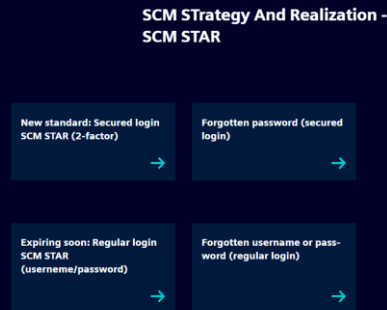 SCM STrategy And Realization -
SCM STAR
New standard: Secured login
SCM STAR (2-factor)
Forgotten password (secured
login)
Expiring soon: Regular login
SCM STAR
(userneme/password)
Forgotten username or pass-
word (regular login)